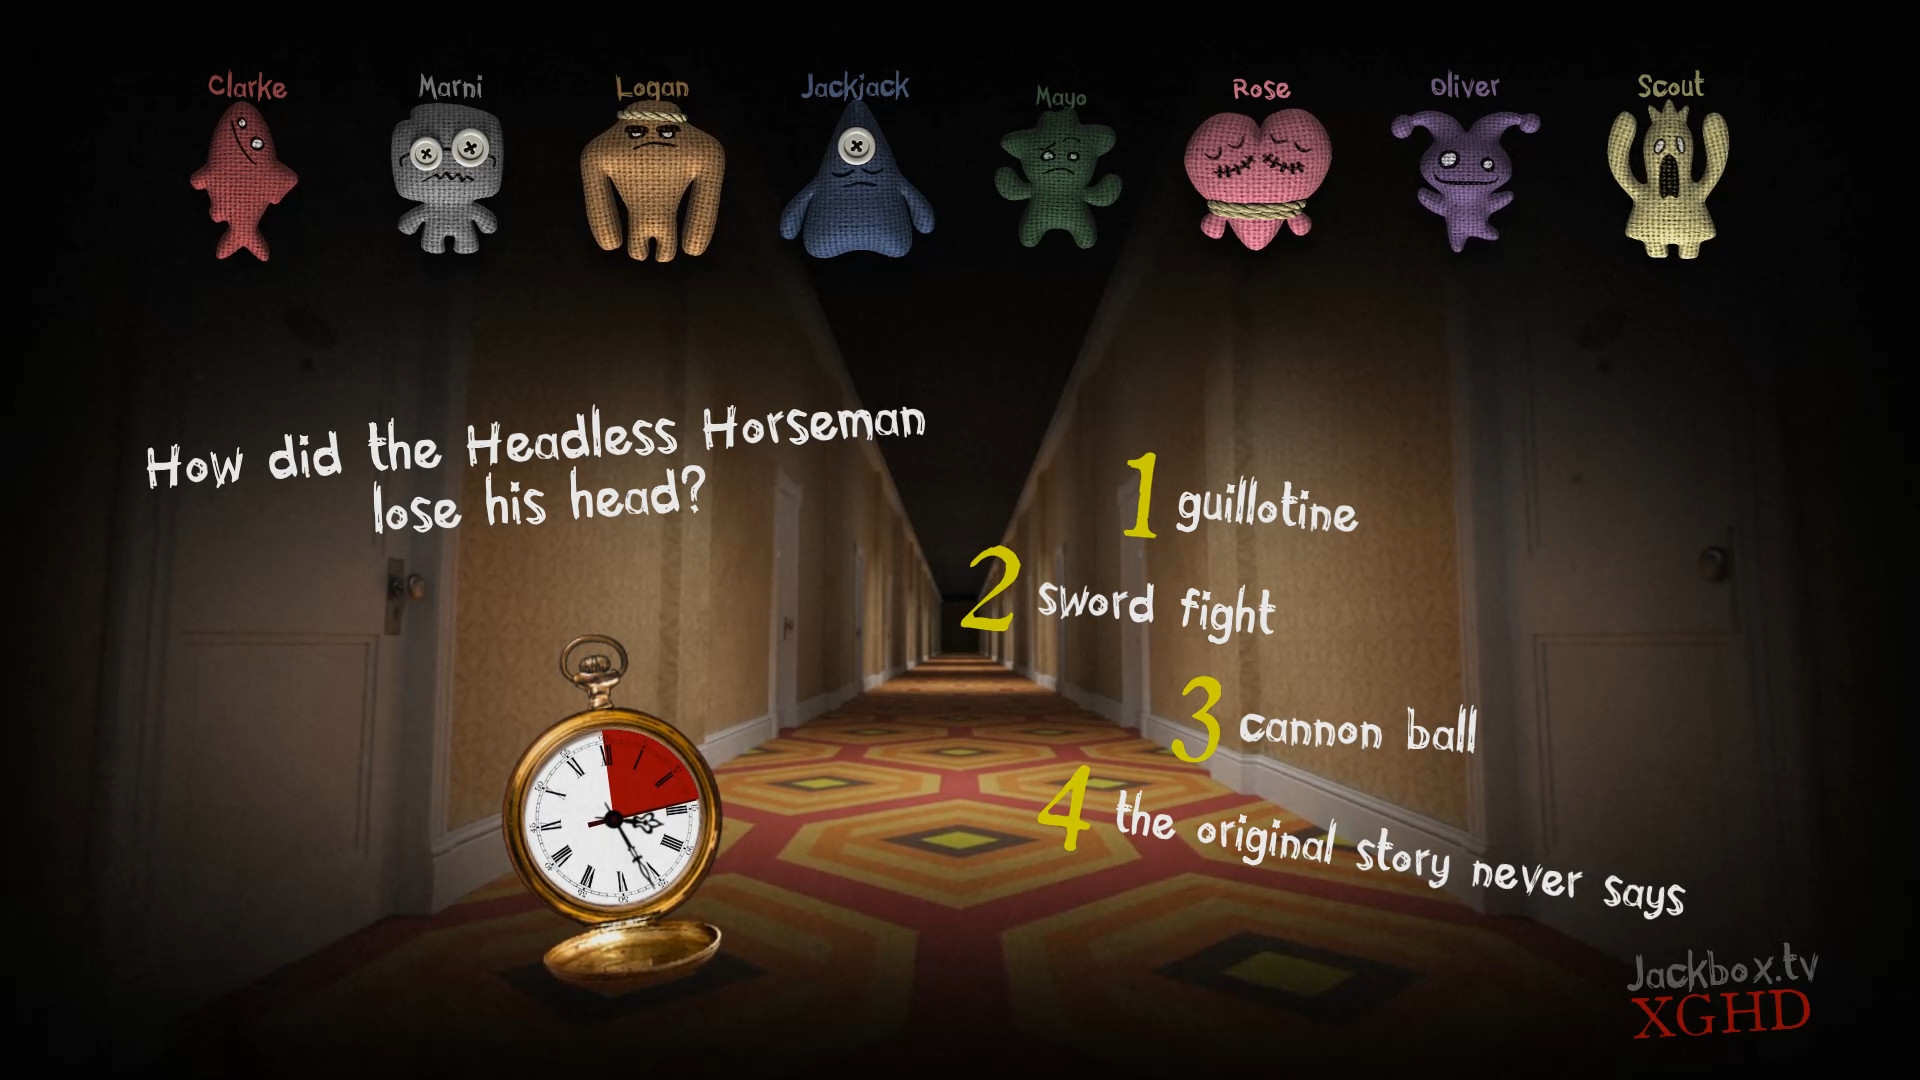 Clarke
Marni
Logan
Jackjack
Mayo
Rose
Oliver
Scout
How did the Headless Horseman
lose his head?
1 guillotine
2 sword fight
3 cannon ball
4 the original story never says
Jackbox.tv
XGHD